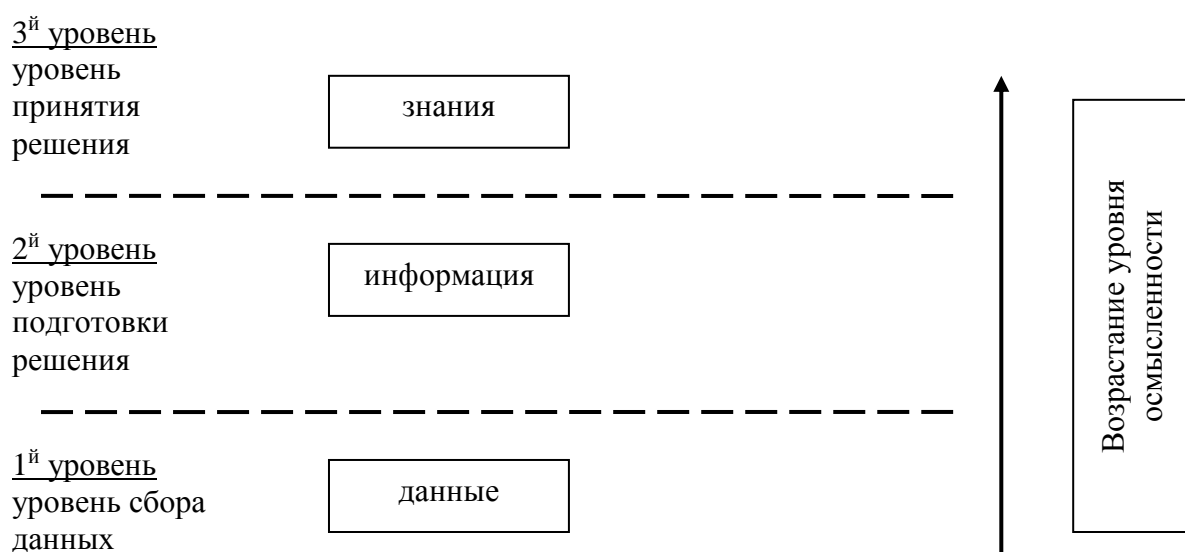 3й уровень
уровень
принятия
решения
знания
2й уровень
уровень
подготовки
решения
информация
1й уровень
уровень сбора
данных
данные
Возрастание уровня
осмысленности